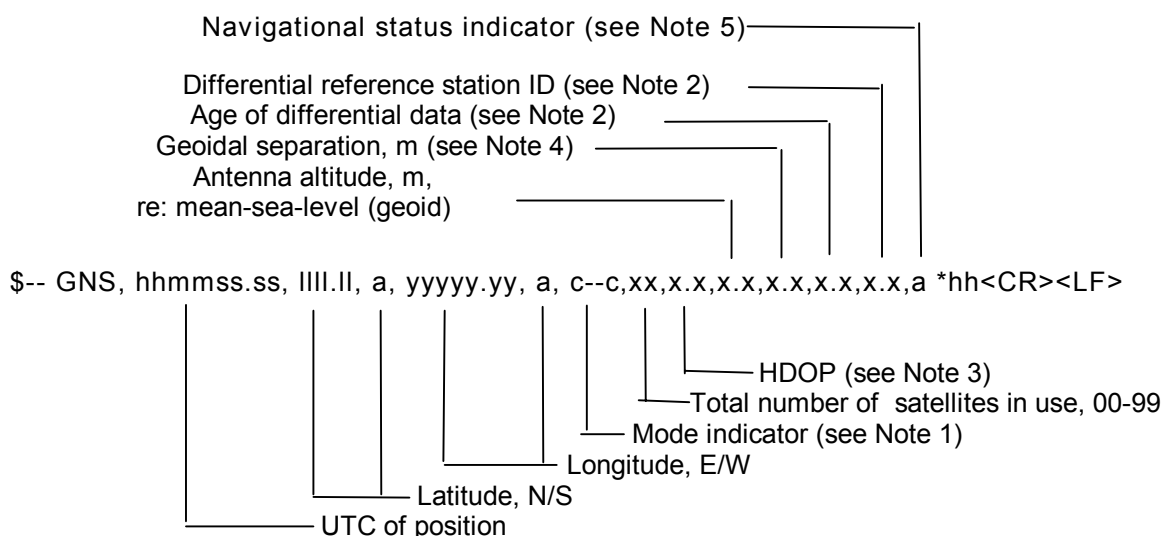 Navigational status indicator (see Note 5)
Differential reference station ID (see Note 2)
Age of differential data (see Note 2)
Geoidal separation, m (see Note 4)
Antenna altitude, m,
re: mean-sea-level (geoid)
$-- GNS, hhmmss.ss, llll.ll, a, yyyyy.yy, a, c--c,xx,x.x,x.x,x.x,x.x,x.x,a *hh<CR><LF>
HDOP (see Note 3)
Total number of satellites in use, 00-99
Mode indicator (see Note 1)
Longitude, E/W
Latitude, N/S
UTC of position